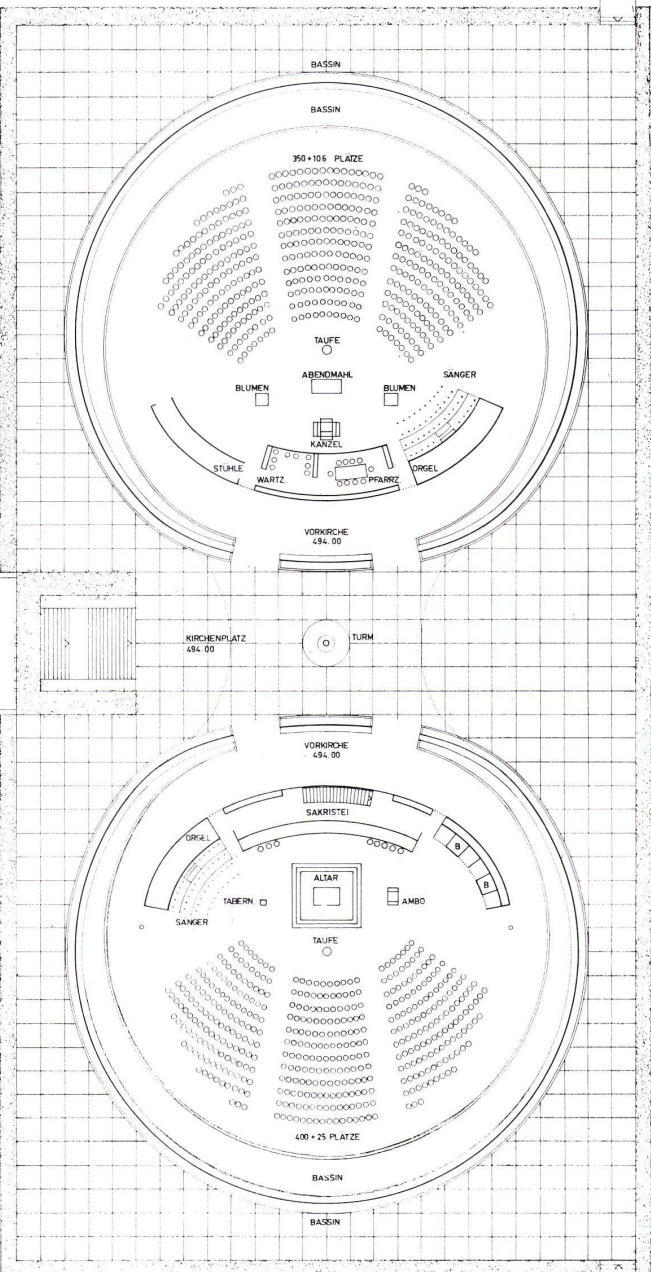 BASSIN
BASSIN
350 + 106 PLÄTZE
TAUFE
ABENDMAHL
BLUMEN
BLUMEN
SÄNGER
KANZEL
STÜHLE
WARTZ.
PFARRZ.
ORGEL
VORKIRCHE
494.00
KIRCHENPLATZ
494.00
TURM
VORKIRCHE
494.00
SAKRISTEI
ORGEL
B
B
ALTAR
TABERN.
AMBO
SÄNGER
TAUFE
400 + 25 PLÄTZE
BASSIN
BASSIN